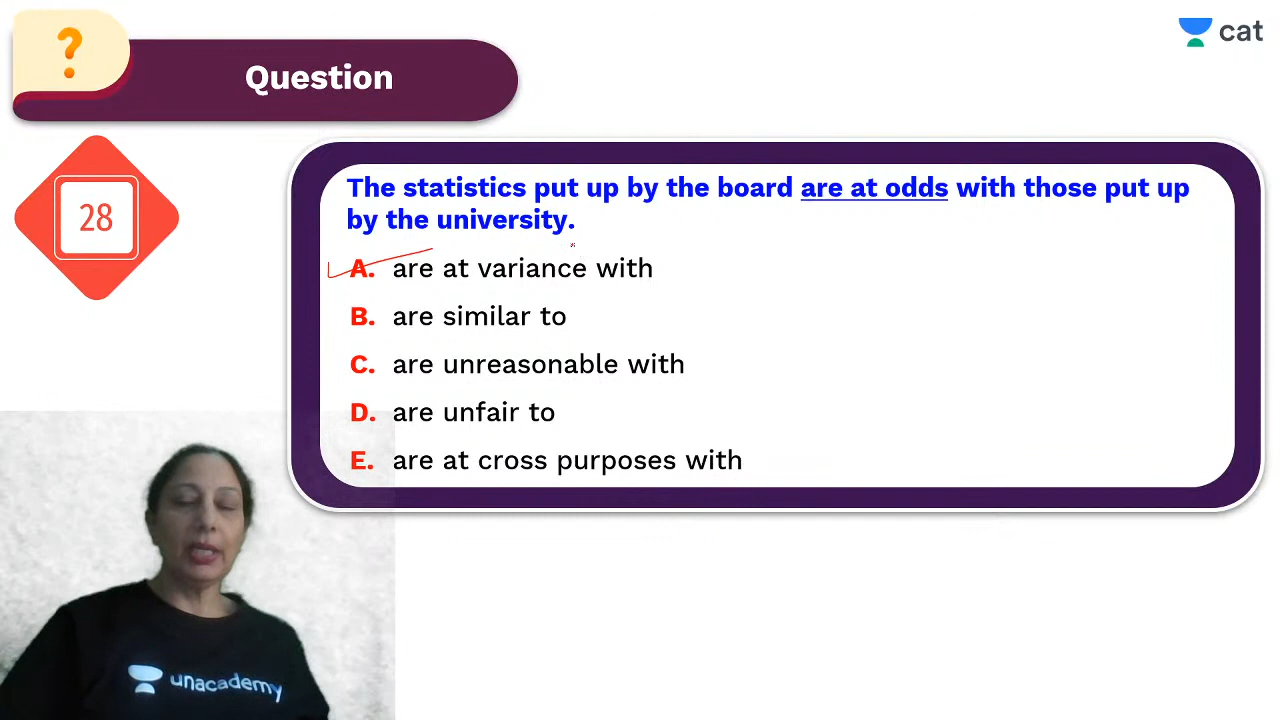 ?
Question
cat
28
The statistics put up by the board are at odds with those put up
by the university.
A. are at variance with
B. are similar to
C. are unreasonable with
D. are unfair to
E. are at cross purposes with
unacademy